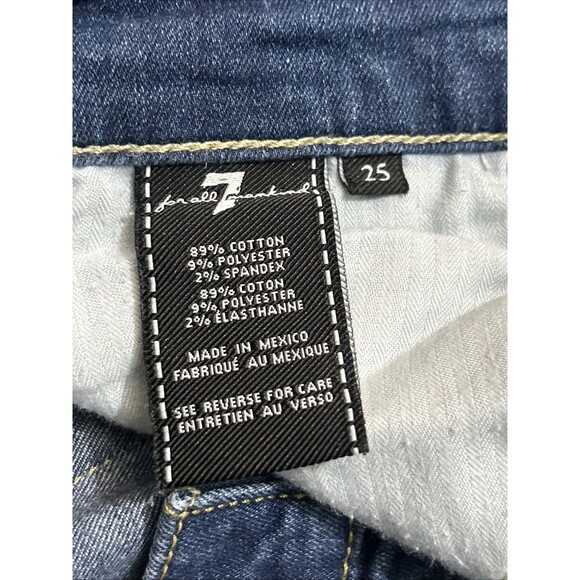 for all 7 mankind
25
89% COTTON
9% POLYESTER
2% SPANDEX
89% COTON
9% POLYESTER
2% ÉLASTHANNE
MADE IN MEXICO
FABRIQUÉ AU MEXIQUE
SEE REVERSE FOR CARE
ENTRETIEN AU VERSO